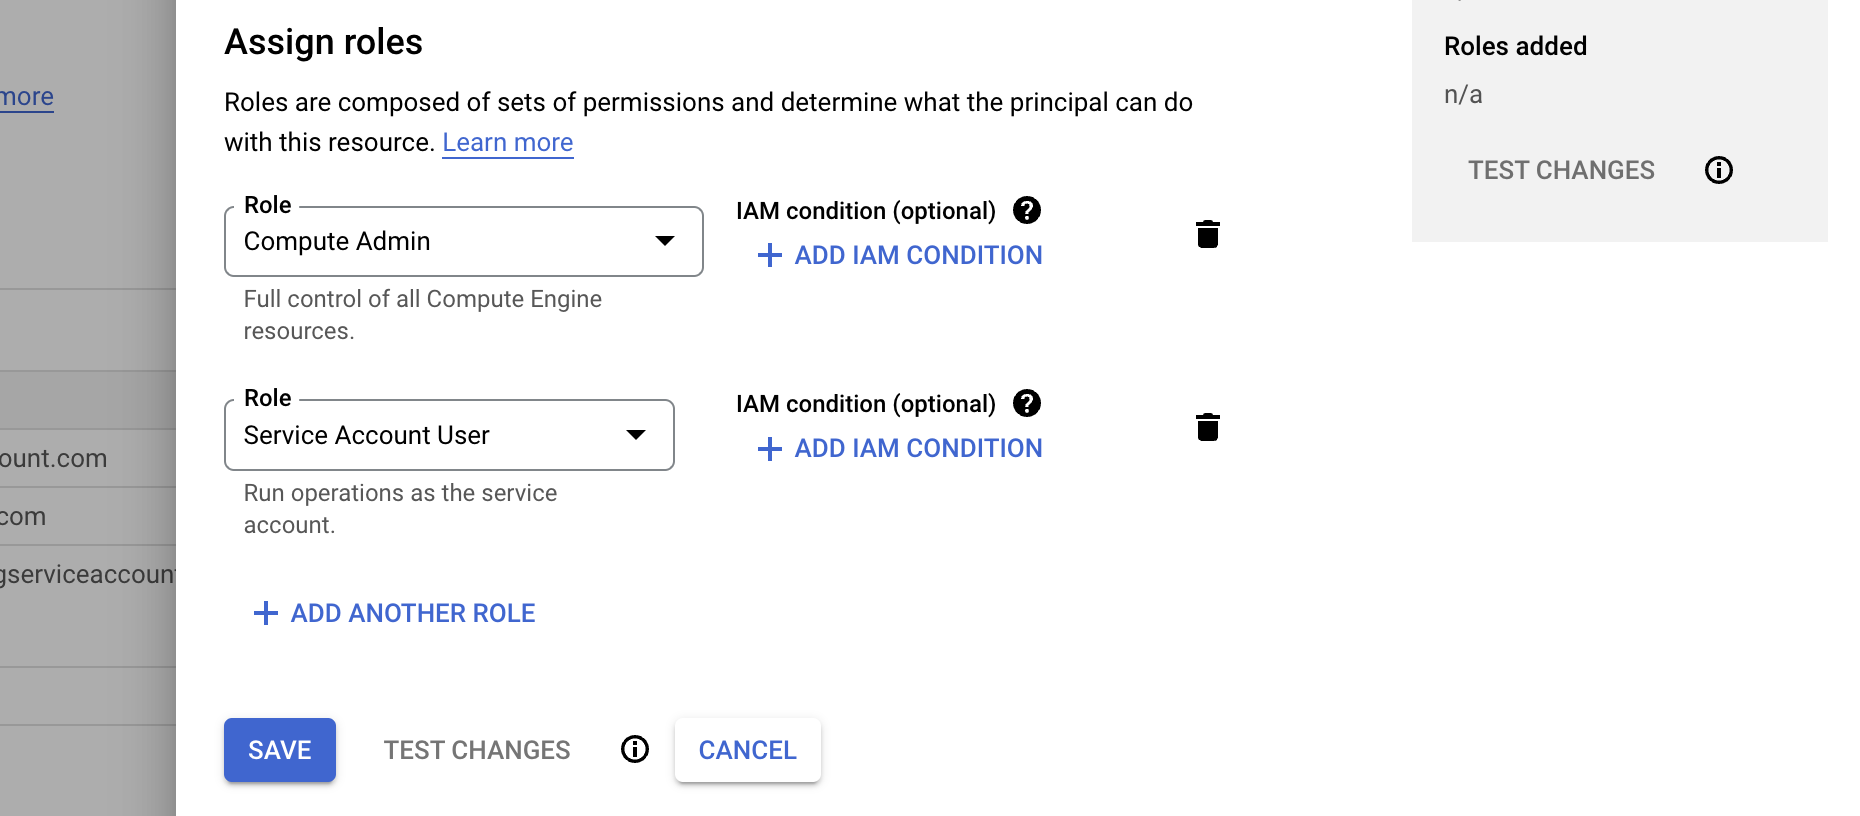 Assign roles
Roles are composed of sets of permissions and determine what the principal can do
with this resource. Learn more
Role
Compute Admin
IAM condition (optional)
+ ADD IAM CONDITION
Full control of all Compute Engine
resources.
Role
Service Account User
IAM condition (optional)
+ ADD IAM CONDITION
Run operations as the service
account.
+ ADD ANOTHER ROLE
SAVE
TEST CHANGES
CANCEL
Roles added
n/a
TEST CHANGES
more
ount.com
com
gserviceaccount